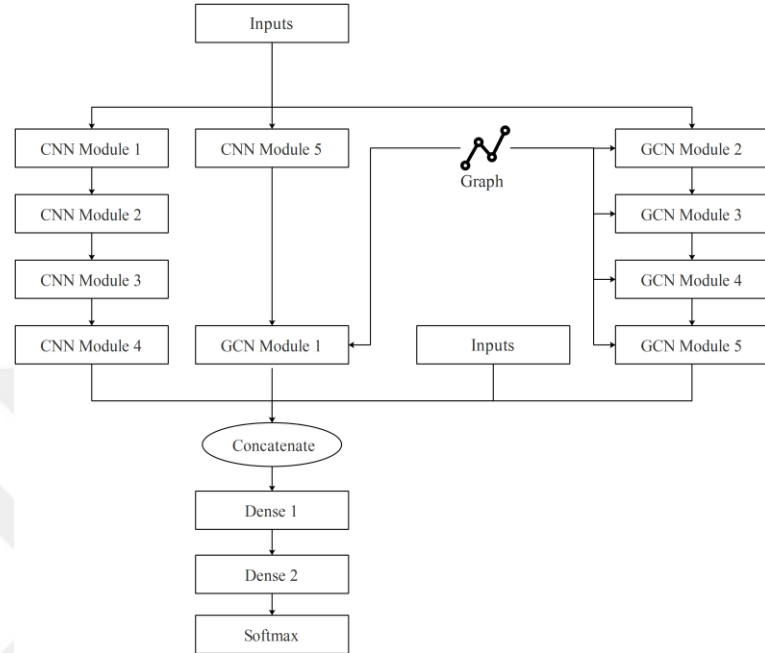 Inputs
CNN Module 1
CNN Module 5
Graph
GCN Module 2
CNN Module 2
GCN Module 3
CNN Module 3
GCN Module 4
CNN Module 4
GCN Module 1
Inputs
GCN Module 5
Concatenate
Dense 1
Dense 2
Softmax